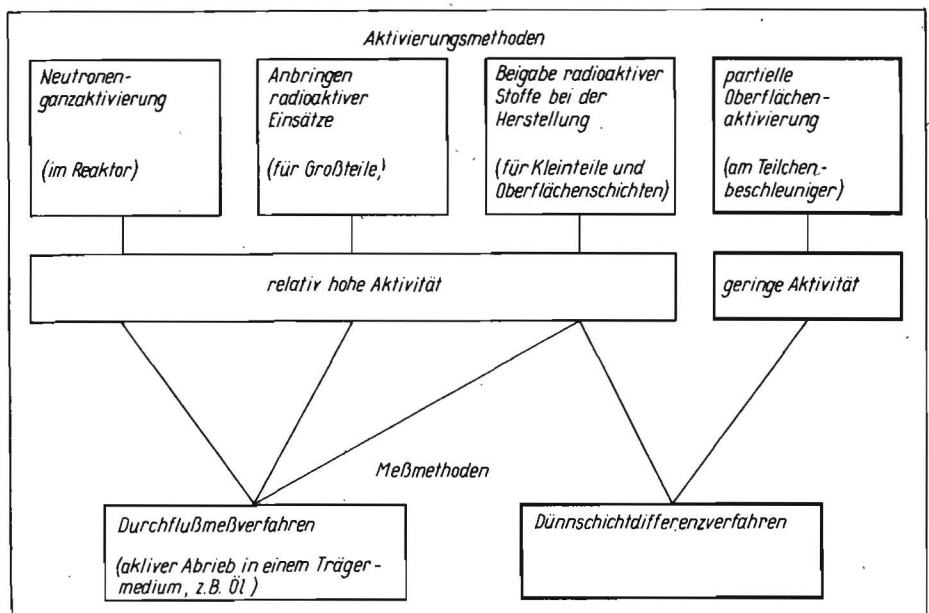 Aktivierungsmethoden
Neutronen-
ganzaktivierung
(im Reaktor)
Anbringen
radioaktiver
Einsätze
(für Großteile)
Beigabe radioaktiver
Stoffe bei der
Herstellung
(für Kleinteile und
Oberflächenschichten)
partielle
Oberflächen-
aktivierung
(am Teilchen-
beschleuniger)
relativ hohe Aktivität
geringe Aktivität
Meßmethoden
Durchflußmeßverfahren
(akliver Abrieb in einem Träger-
medium, z.B. Öl)
Dünnschichtdifferenzverfahren